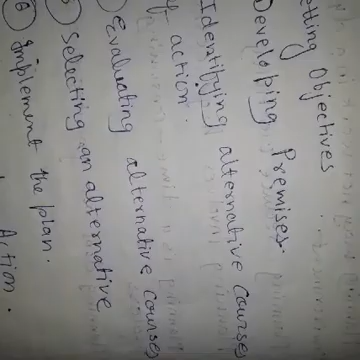 etting Objectives
Developing Premises.
Identifying alternative courses
of action.
Evaluating alternative courses
5 Selecting an alternative
6 Implement the plan.
Action.